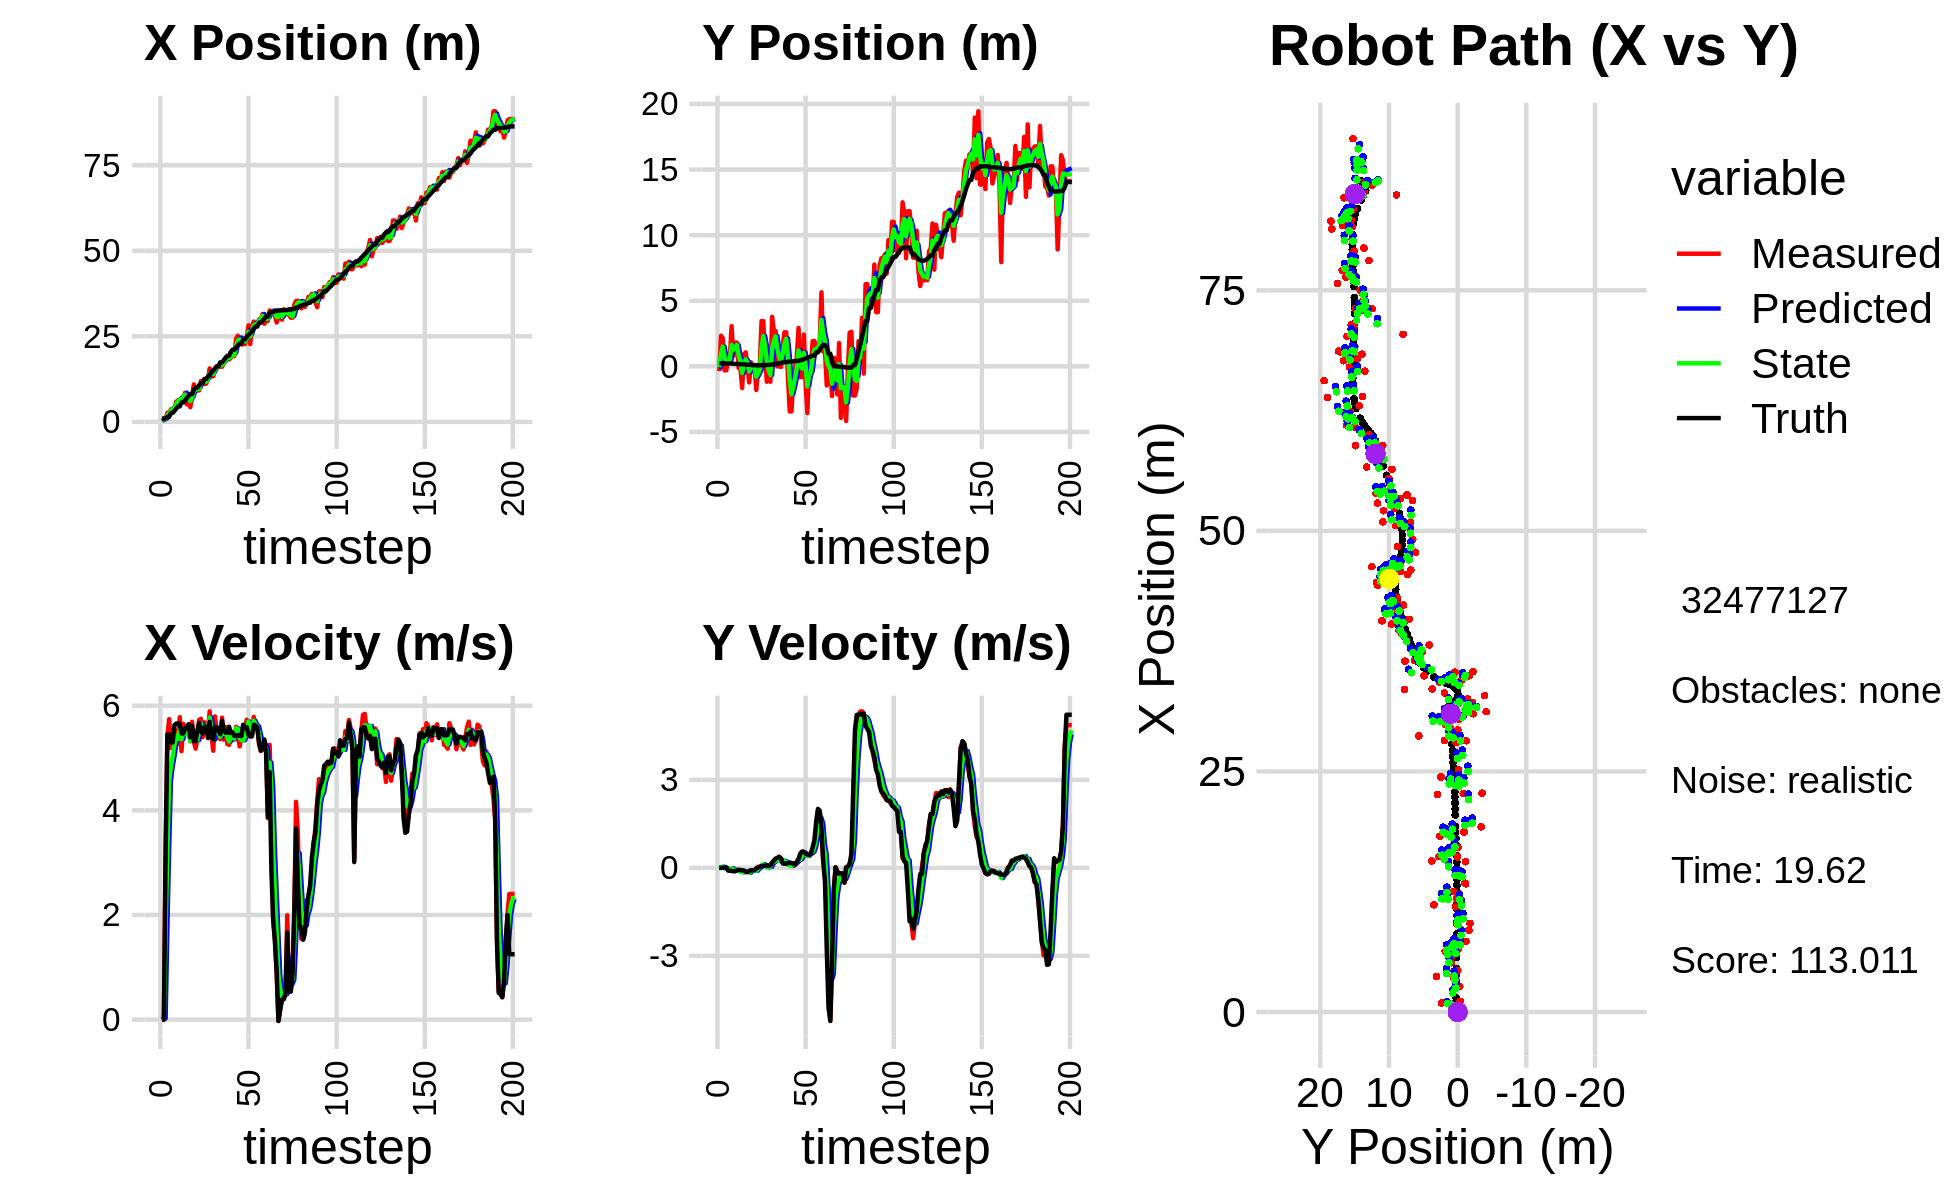 X Position (m)
75
50
25
0
0
50
100
150
200
timestep
Y Position (m)
20
15
10
5
0
-5
0
50
100
150
200
timestep
X Velocity (m/s)
6
4
2
0
0
50
100
150
200
timestep
Y Velocity (m/s)
3
0
-3
0
50
100
150
200
timestep
Robot Path (X vs Y)
X Position (m)
75
50
25
0
20 10 0 -10 -20
Y Position (m)
variable
Measured
Predicted
State
Truth
32477127
Obstacles: none
Noise: realistic
Time: 19.62
Score: 113.011